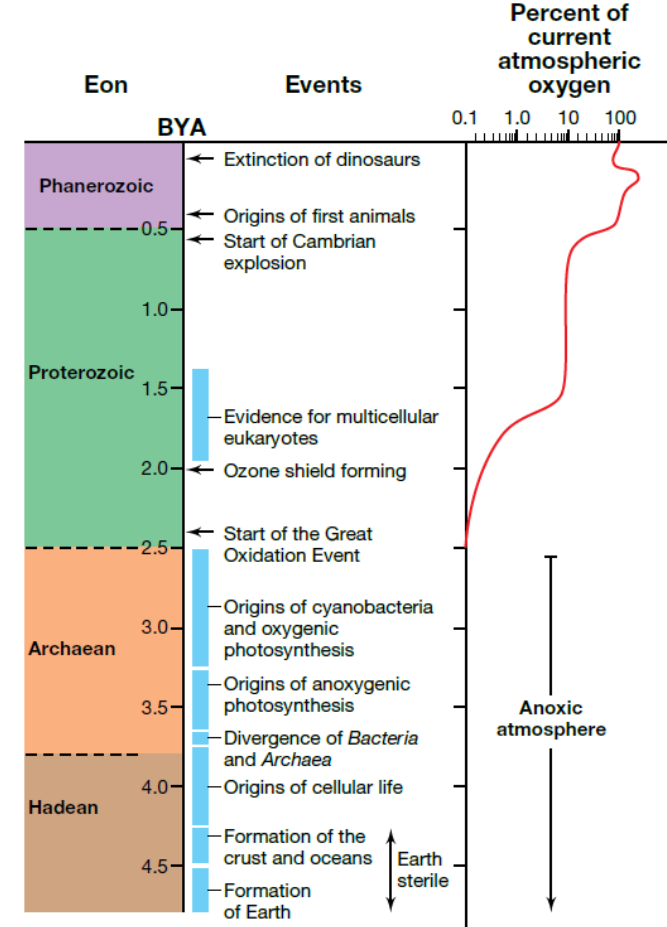 Percent of
current
atmospheric
oxygen
Eon
Events
BYA
0.1 1.0 10 100
Extinction of dinosaurs
Phanerozoic
Origins of first animals
0.5
Start of Cambrian
explosion
1.0
Proterozoic
1.5
Evidence for multicellular
eukaryotes
2.0
Ozone shield forming
Start of the Great
2.5
Oxidation Event
Origins of cyanobacteria
3.0
and oxygenic
Archaean
photosynthesis
Origins of anoxygenic
3.5
photosynthesis
Anoxic
atmosphere
Divergence of Bacteria
and Archaea
4.0
Origins of cellular life
Hadean
Formation of the
crust and oceans
4.5
Earth
sterile
Formation
of Earth